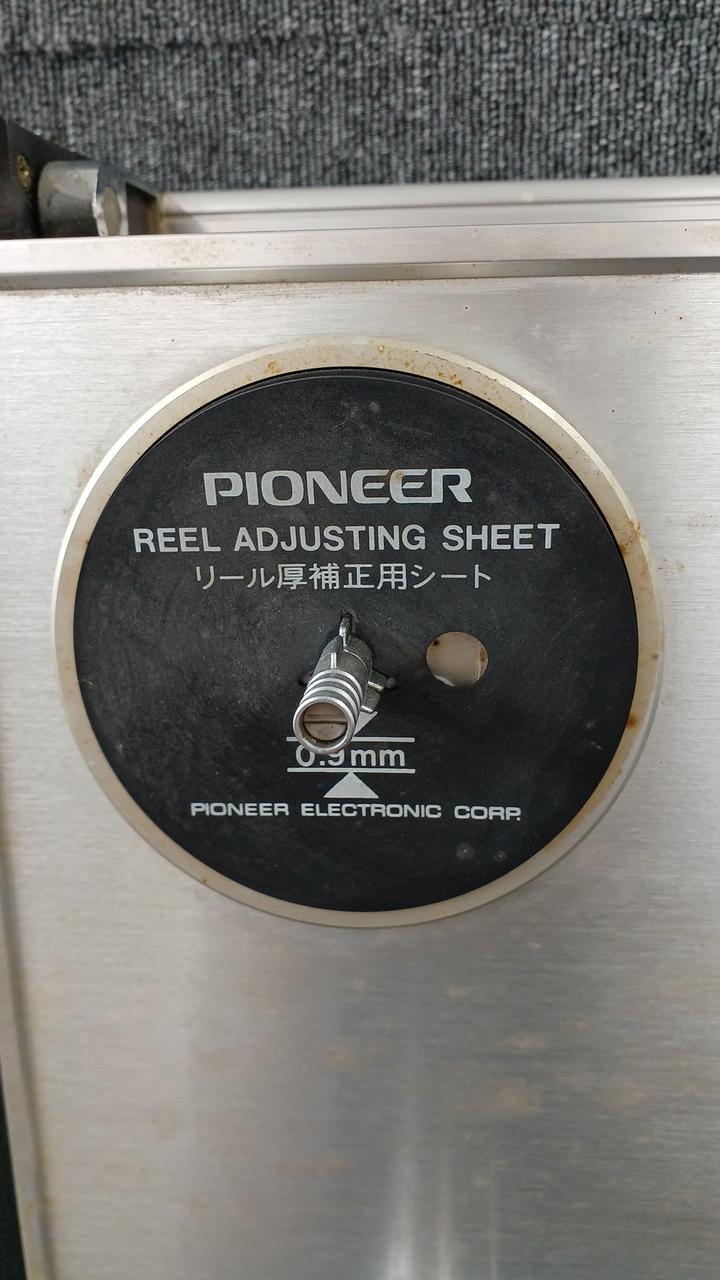 PIONEER
REEL ADJUSTING SHEET
リール厚補正用シート
0.9mm
PIONEER ELECTRONIC CORP.